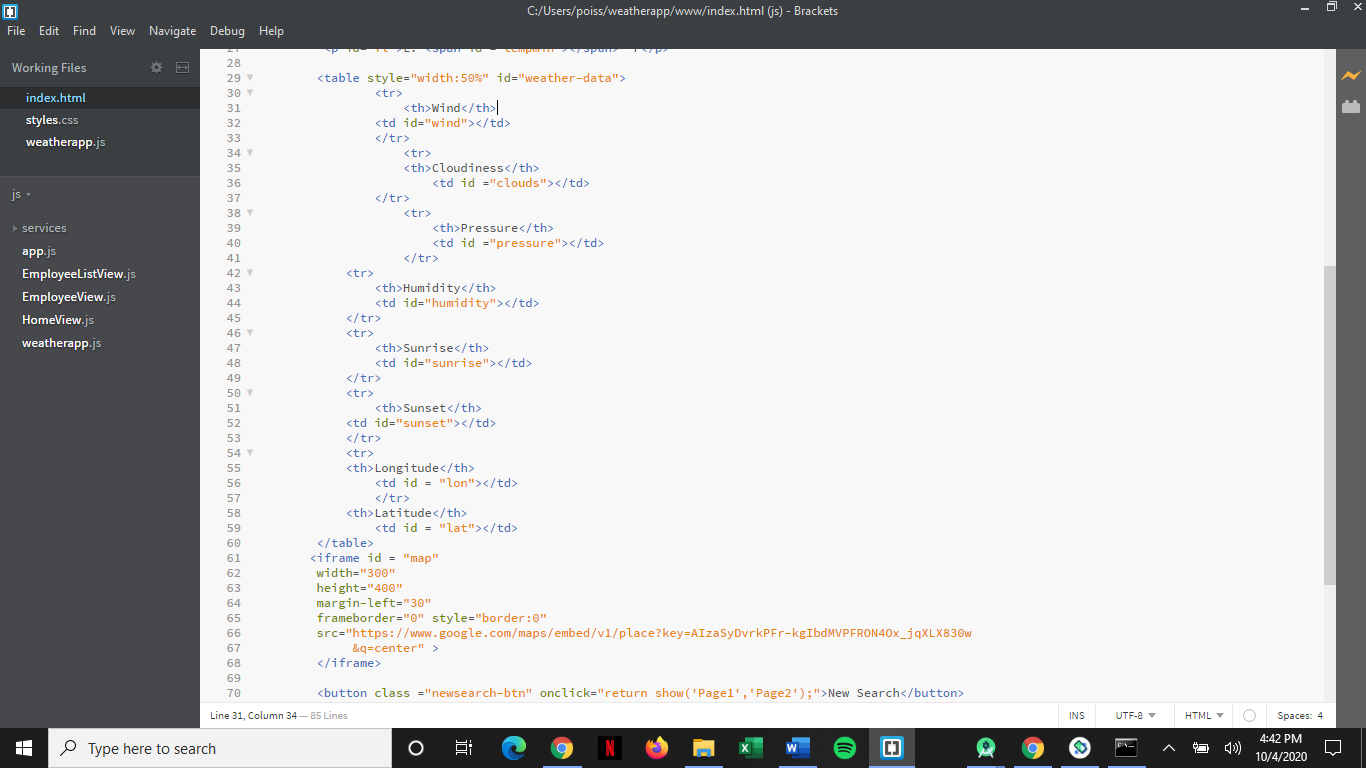 C:/Users/poiss/weatherapp/www/index.html (js) - Brackets
File Edit Find View Navigate Debug Help
Working Files
index.html
styles.css
weatherapp.js
js
services
app.js
EmployeeListView.js
EmployeeView.js
HomeView.js
weatherapp.js
28
29 <table style="width:50%" id="weather-data">
30 <tr>
31 <th>Wind</th>
32 <td id="wind"></td>
33 </tr>
34 <tr>
35 <th>Cloudiness</th>
36 <td id ="clouds"></td>
37 </tr>
38 <tr>
39 <th>Pressure</th>
40 <td id ="pressure"></td>
41 </tr>
42 <tr>
43 <th>Humidity</th>
44 <td id="humidity"></td>
45 </tr>
46 <tr>
47 <th>Sunrise</th>
48 <td id="sunrise"></td>
49 </tr>
50 <tr>
51 <th>Sunset</th>
52 <td id="sunset"></td>
53 </tr>
54 <tr>
55 <th>Longitude</th>
56 <td id = "lon"></td>
57 </tr>
58 <th>Latitude</th>
59 <td id = "lat"></td>
60 </table>
61 <iframe id = "map"
62 width="300"
63 height="400"
64 margin-left="30"
65 frameborder="0" style="border:0"
66 src="https://www.google.com/maps/embed/v1/place?key=AIzaSyDvrkPFr-kgIbdMVPFRON4Ox_jqXLX830w
67 &q=center" >
68 </iframe>
69
70 <button class ="newsearch-btn" onclick="return show('Page1','Page2');">New Search</button>
Line 31, Column 34 — 85 Lines
INS UTF-8 HTML Spaces: 4
Type here to search
4:42 PM
10/4/2020